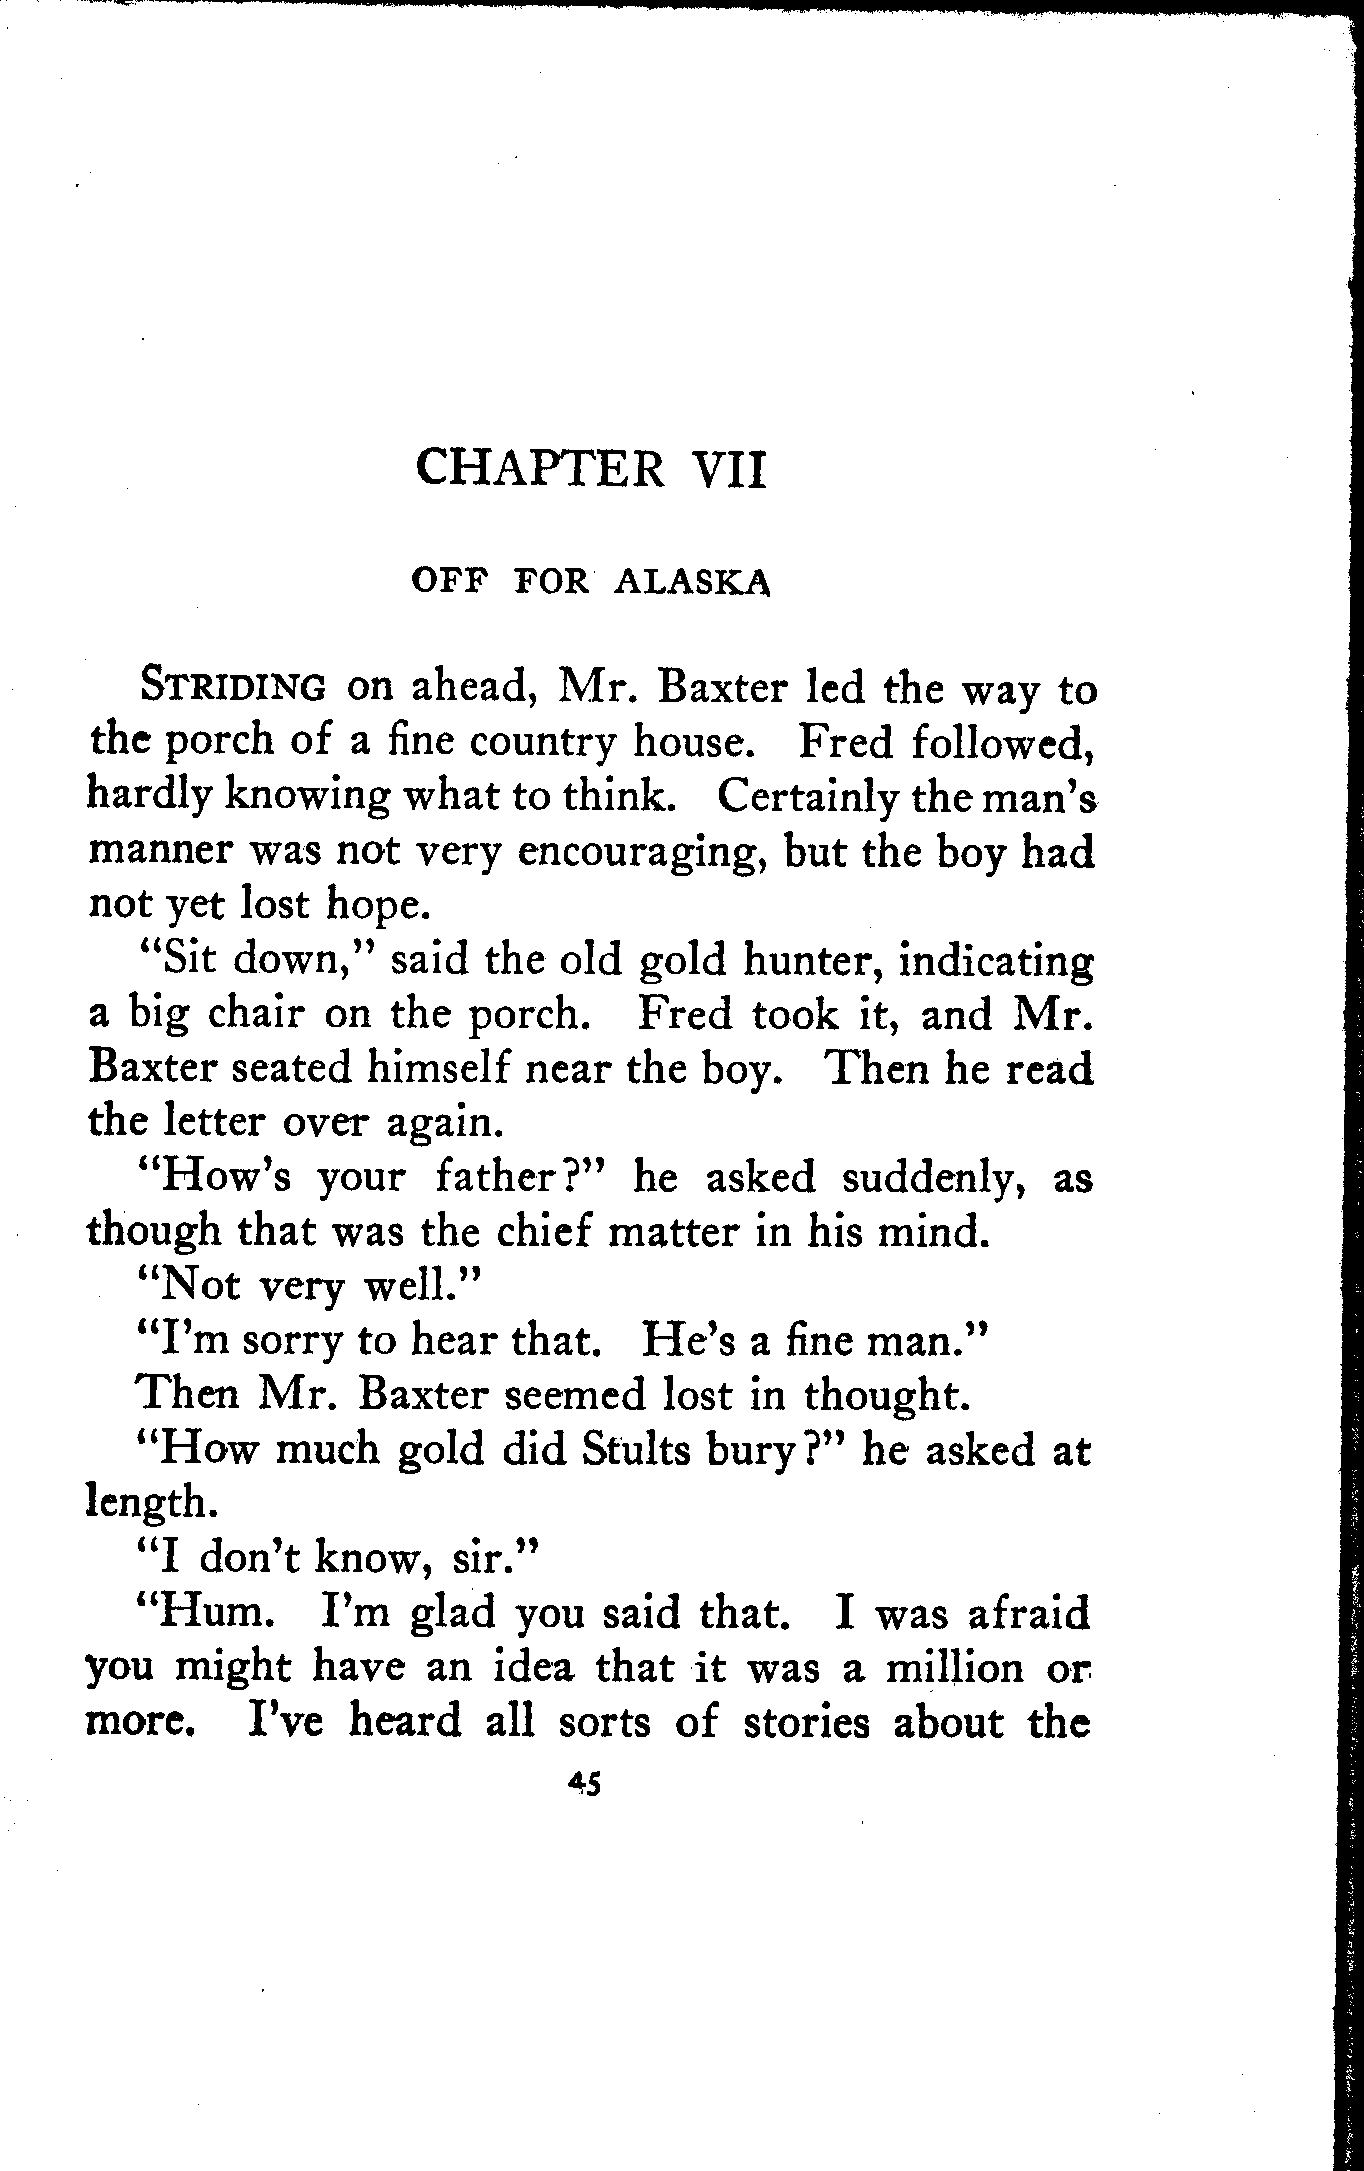 CHAPTER VII
OFF FOR ALASKA
STRIDING on ahead, Mr. Baxter led the way to
the porch of a fine country house. Fred followed,
hardly knowing what to think. Certainly the man's
manner was not very encouraging, but the boy had
not yet lost hope.
"Sit down," said the old gold hunter, indicating
a big chair on the porch. Fred took it, and Mr.
Baxter seated himself near the boy. Then he read
the letter over again.
"How's your father?" he asked suddenly, as
though that was the chief matter in his mind.
"Not very well."
"I'm sorry to hear that. He's a fine man."
Then Mr. Baxter seemed lost in thought.
"How much gold did Stults bury?" he asked at
length.
"I don't know, sir."
"Hum. I'm glad you said that. I was afraid
you might have an idea that it was a million or
more. I've heard all sorts of stories about the
45